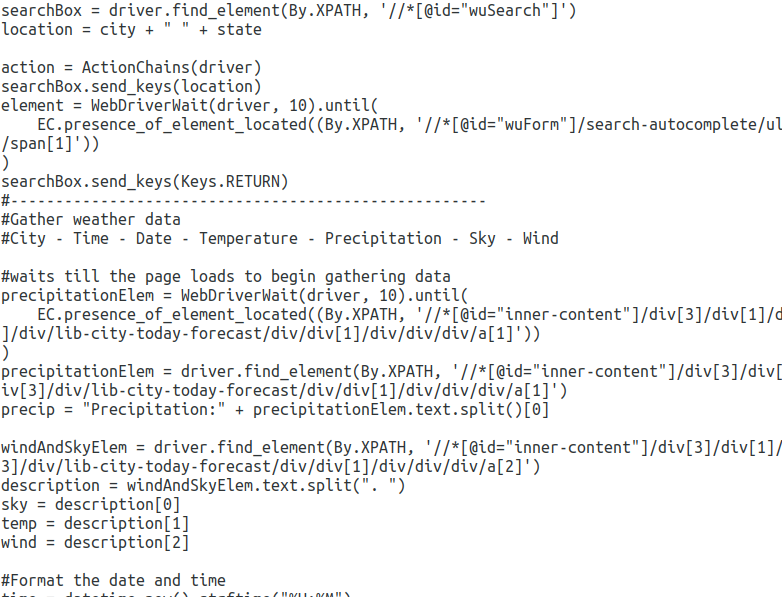 searchBox = driver.find_element(By.XPATH, '//*[@id="wuSearch"]')
location = city + " " + state
action = ActionChains(driver)
searchBox.send_keys(location)
element = WebDriverWait(driver, 10).until(
    EC.presence_of_element_located((By.XPATH, '//*[@id="wuForm"]/search-autocomplete/ul
/span[1]'))
)
searchBox.send_keys(Keys.RETURN)
#-----------------------------------------------------
#Gather weather data
#City - Time - Date - Temperature - Precipitation - Sky - Wind
#waits till the page loads to begin gathering data
precipitationElem = WebDriverWait(driver, 10).until(
    EC.presence_of_element_located((By.XPATH, '//*[@id="inner-content"]/div[3]/div[1]/d
]/div/lib-city-today-forecast/div/div[1]/div/div/div/a[1]'))
)
precipitationElem = driver.find_element(By.XPATH, '//*[@id="inner-content"]/div[3]/div[
iv[3]/div/lib-city-today-forecast/div/div[1]/div/div/div/a[1]')
precip = "Precipitation:" + precipitationElem.text.split()[0]
windAndSkyElem = driver.find_element(By.XPATH, '//*[@id="inner-content"]/div[3]/div[1]/
3]/div/lib-city-today-forecast/div/div[1]/div/div/div/a[2]')
description = windAndSkyElem.text.split(". ")
sky = description[0]
temp = description[1]
wind = description[2]
#Format the date and time
time = datetime.now().strftime("%H:%M")